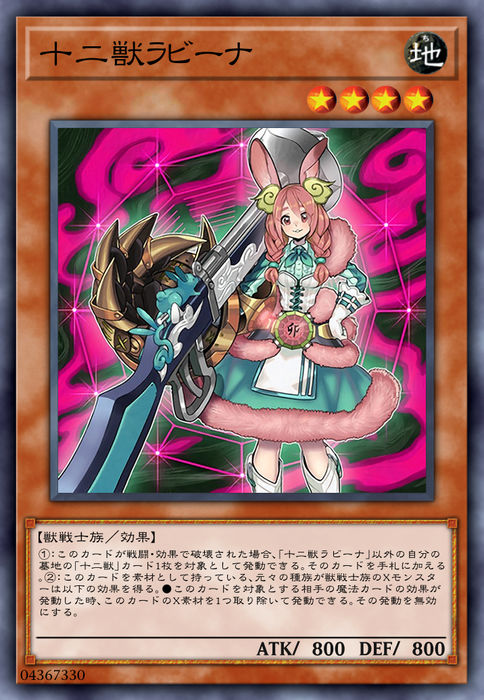 十二獣ラビーナ
ち
地
卯
【獣戦士族／効果】
①：このカードが戦闘・効果で破壊された場合、「十二獣ラビーナ」以外の自分の
墓地の「十二獣」カード1枚を対象として発動できる。そのカードを手札に加える
。②：このカードを素材として持っている、元々の種族が獣戦士族のXモンスタ
ーは以下の効果を得る。●このカードを対象とする相手の魔法カードの効果が
発動した時、このカードのX素材を1つ取り除いて発動できる。その発動を無効
にする。
ATK/ 800 DEF/ 800
04367330